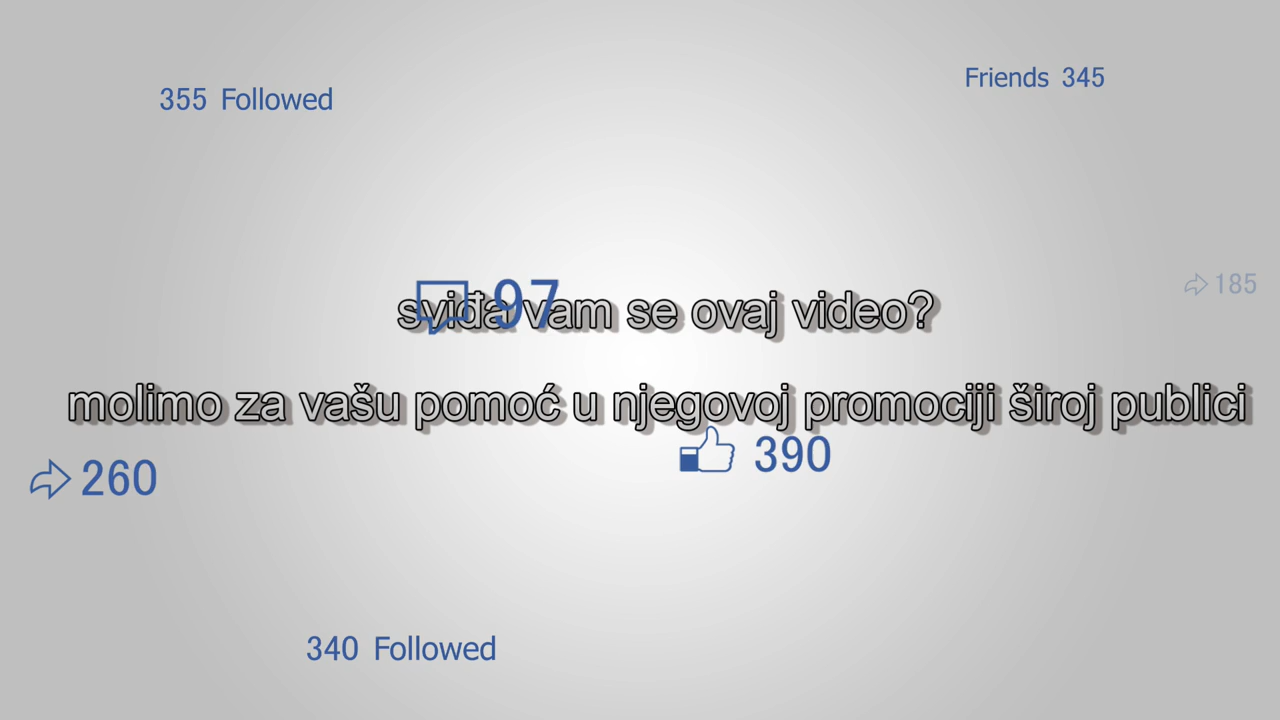 Friends 345
355 Followed
185
97
sviđa vam se ovaj video?
molimo za vašu pomoć u njegovoj promociji široj publici
390
260
340 Followed